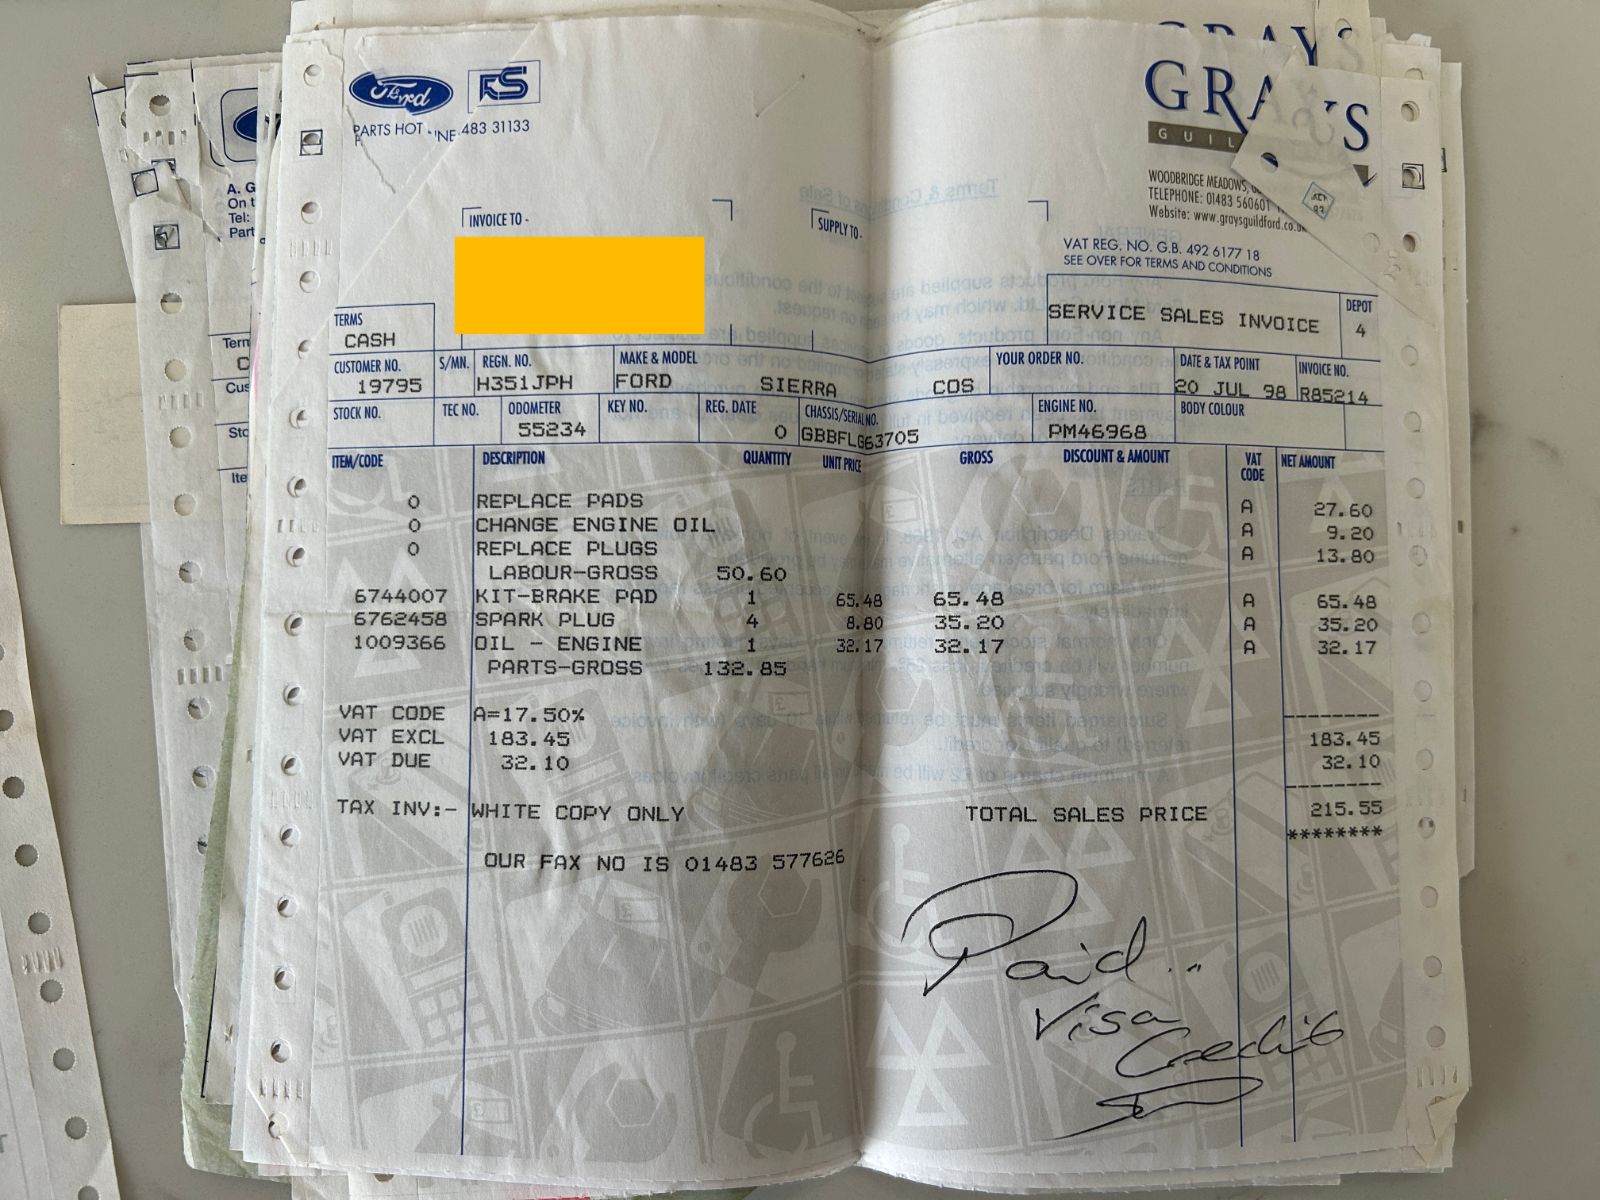 Ford RS
PARTS HOT 483 31133
GRAYS
WOODBRIDGE MEADOWS,
TELEPHONE: 01483 560601
Website: www.graysguildford.co.uk
VAT REG. NO. G.B. 492 6177 18
SEE OVER FOR TERMS AND CONDITIONS
INVOICE TO -
SUPPLY TO -
TERMS
CASH
SERVICE SALES INVOICE
DEPOT
4
CUSTOMER NO. S/MN. REGN. NO. MAKE & MODEL YOUR ORDER NO. DATE & TAX POINT INVOICE NO.
19795 H351JPH FORD SIERRA COS 20 JUL 98 R85214
STOCK NO. TEC NO. ODOMETER KEY NO. REG. DATE CHASSIS/SERIAL NO. ENGINE NO. BODY COLOUR
55234 0 GBBFLG63705 PM46968
ITEM/CODE DESCRIPTION QUANTITY UNIT PRICE GROSS DISCOUNT & AMOUNT VAT CODE NET AMOUNT
0 REPLACE PADS A 27.60
0 CHANGE ENGINE OIL A 9.20
0 REPLACE PLUGS A 13.80
LABOUR-GROSS 50.60
6744007 KIT-BRAKE PAD 1 65.48 65.48 A 65.48
6762458 SPARK PLUG 4 8.80 35.20 A 35.20
1009366 OIL - ENGINE 1 32.17 32.17 A 32.17
PARTS-GROSS 132.85
VAT CODE A=17.50% --------
VAT EXCL 183.45 183.45
VAT DUE 32.10 32.10
--------
TAX INV:- WHITE COPY ONLY TOTAL SALES PRICE 215.55
********
OUR FAX NO IS 01483 577626
Paid..
Visa
Credit